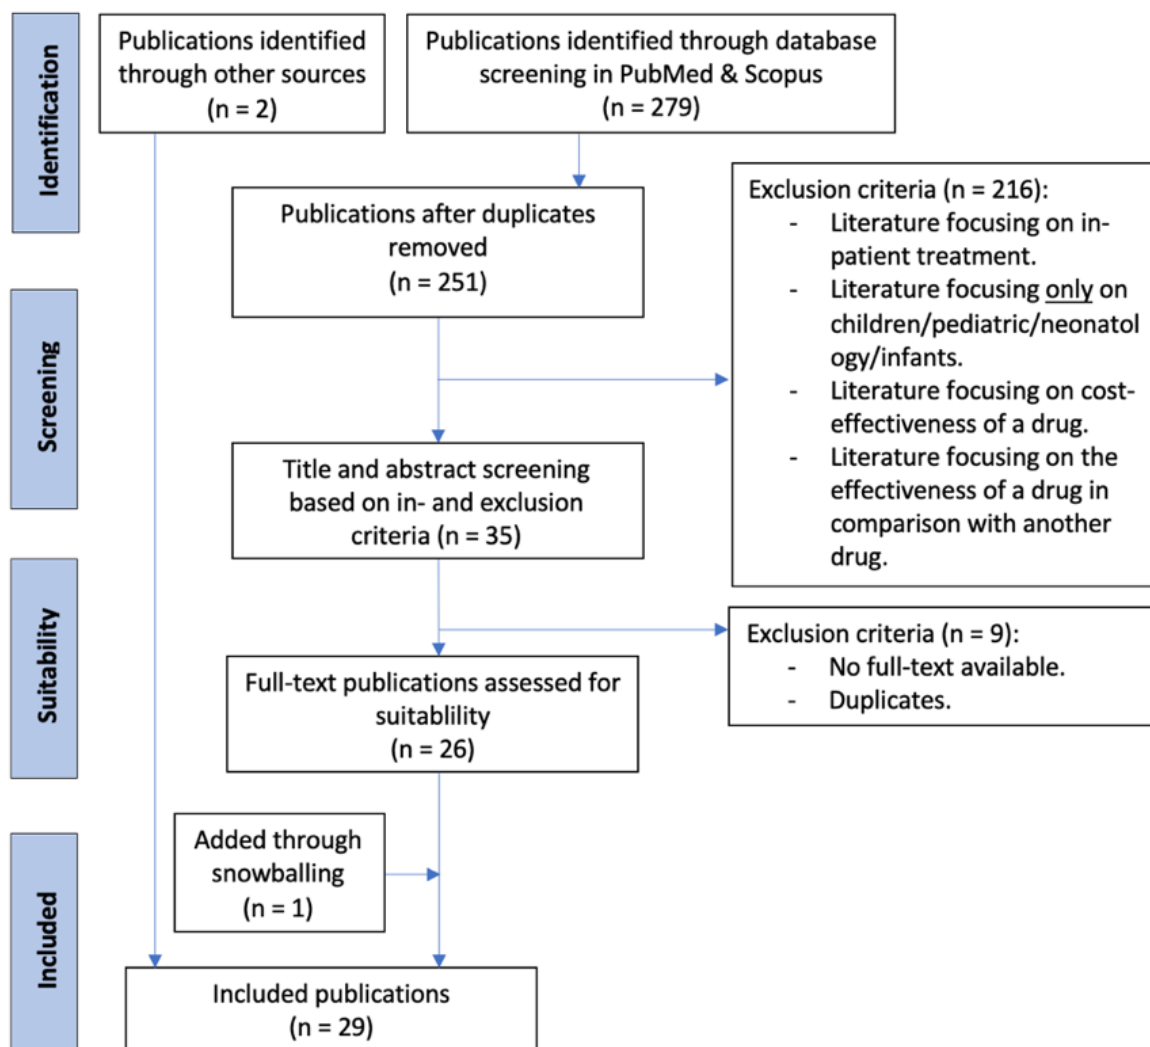 Identification
Publications identified
through other sources
(n = 2)
Publications identified through database
screening in PubMed & Scopus
(n = 279)
Publications after duplicates
removed
(n = 251)
Exclusion criteria (n = 216):
- Literature focusing on in-
patient treatment.
- Literature focusing only on
children/pediatric/neonatol
ogy/infants.
- Literature focusing on cost-
effectiveness of a drug.
- Literature focusing on the
effectiveness of a drug in
comparison with another
drug.
Screening
Title and abstract screening
based on in- and exclusion
criteria (n = 35)
Suitability
Exclusion criteria (n = 9):
- No full-text available.
- Duplicates.
Full-text publications assessed for
suitablility
(n = 26)
Included
Added through
snowballing
(n = 1)
Included publications
(n = 29)